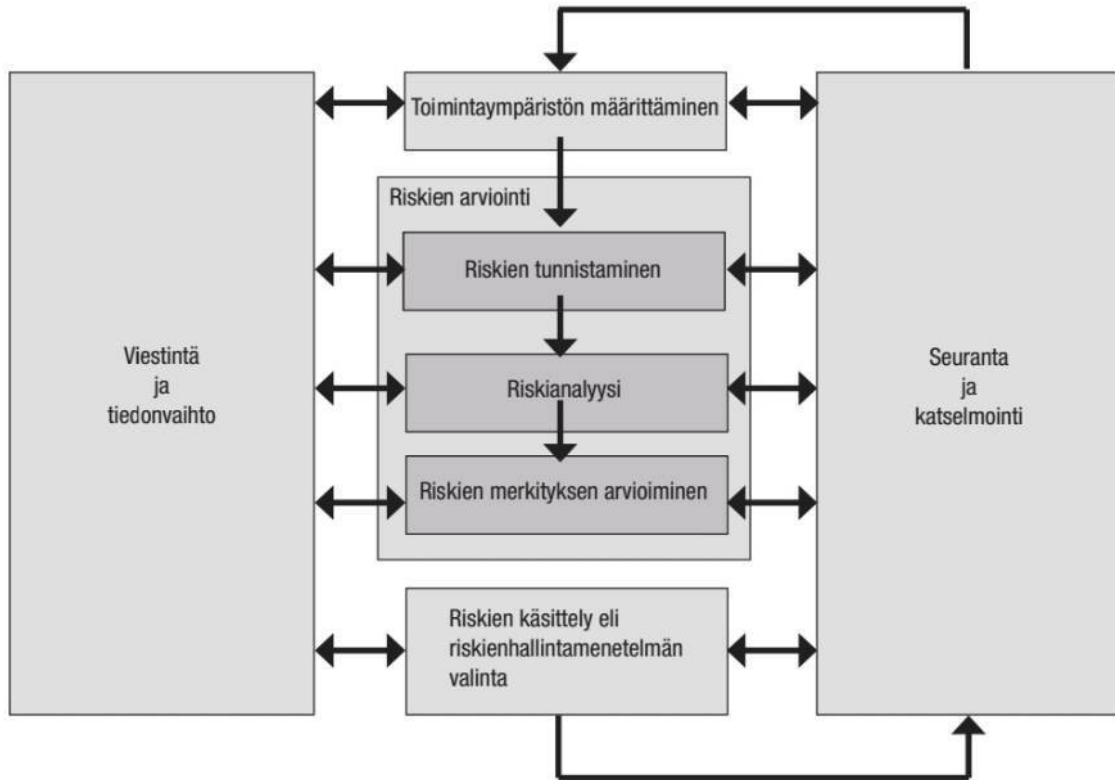 Toimintaympäristön määrittäminen
Riskien arviointi
Riskien tunnistaminen
Viestintä
ja
tiedonvaihto
Riskianalyysi
Seuranta
ja
katselmointi
Riskien merkityksen arvioiminen
Riskien käsittely eli
riskienhallintamenetelmän
valinta